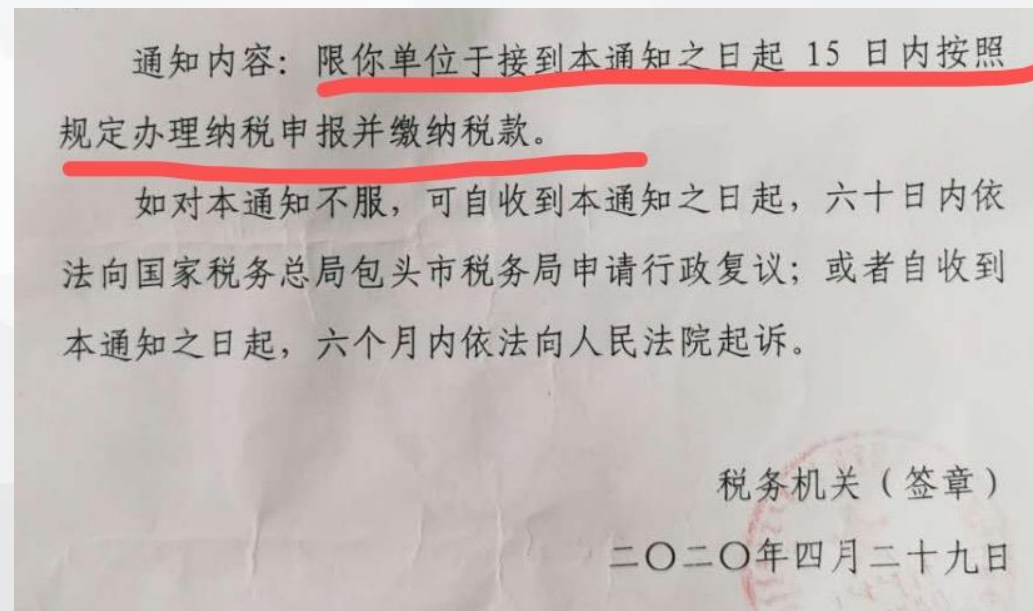 通知内容：限你单位于接到本通知之日起 15 日内按照
规定办理纳税申报并缴纳税款。
如对本通知不服，可自收到本通知之日起，六十日内依
法向国家税务总局包头市税务局申请行政复议；或者自收到
本通知之日起，六个月内依法向人民法院起诉。
税务机关（签章）
二〇二〇年四月二十九日